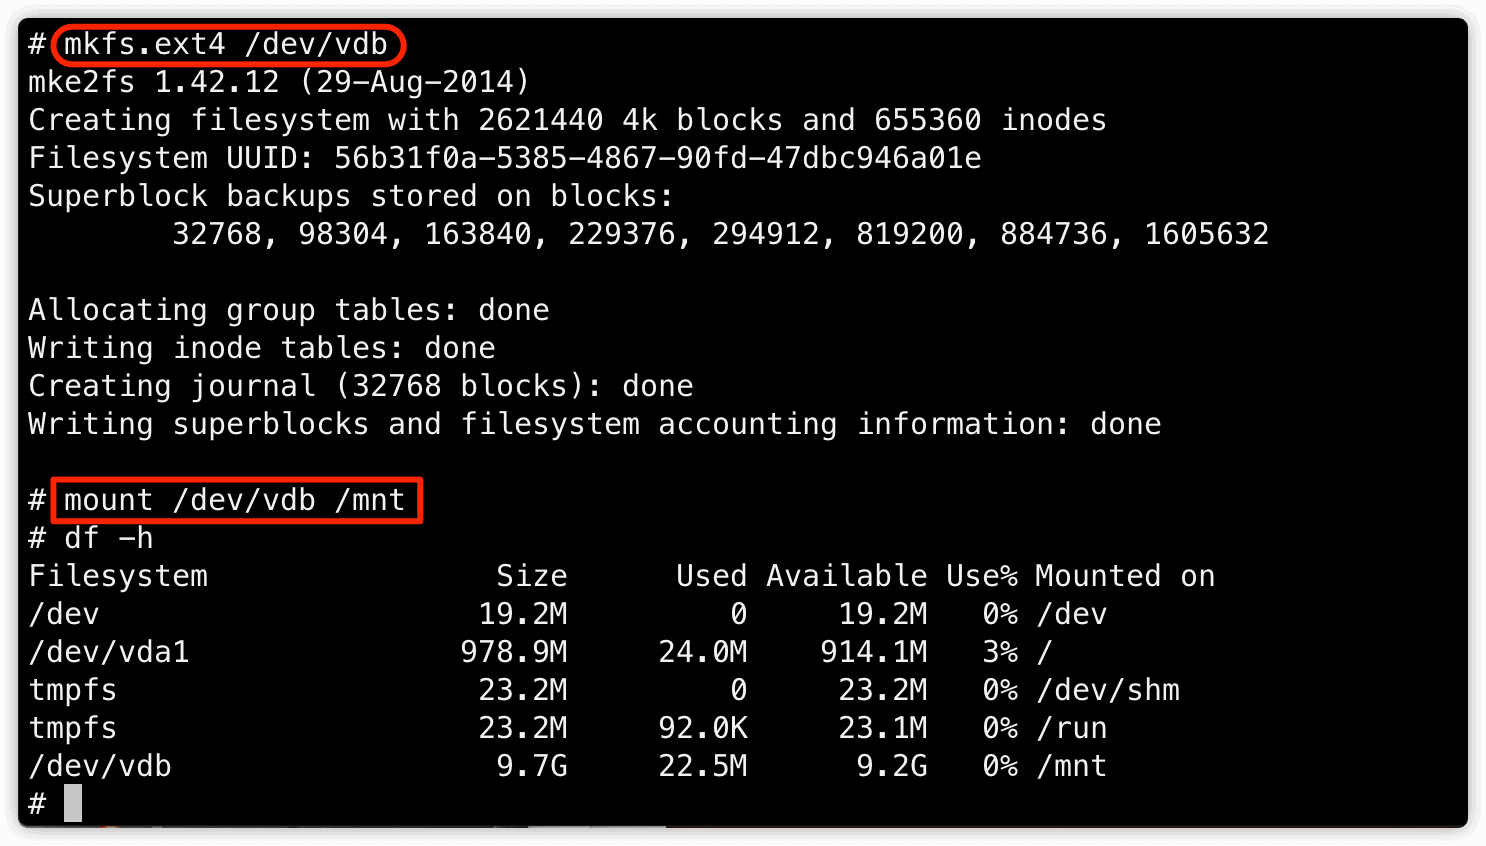 # mkfs.ext4 /dev/vdb
mke2fs 1.42.12 (29-Aug-2014)
Creating filesystem with 2621440 4k blocks and 655360 inodes
Filesystem UUID: 56b31f0a-5385-4867-90fd-47dbc946a01e
Superblock backups stored on blocks:
        32768, 98304, 163840, 229376, 294912, 819200, 884736, 1605632

Allocating group tables: done
Writing inode tables: done
Creating journal (32768 blocks): done
Writing superblocks and filesystem accounting information: done

# mount /dev/vdb /mnt
# df -h
Filesystem                Size      Used Available Use% Mounted on
/dev                     19.2M         0     19.2M   0% /dev
/dev/vda1               978.9M     24.0M    914.1M   3% /
tmpfs                    23.2M         0     23.2M   0% /dev/shm
tmpfs                    23.2M     92.0K     23.1M   0% /run
/dev/vdb                  9.7G     22.5M      9.2G   0% /mnt
#